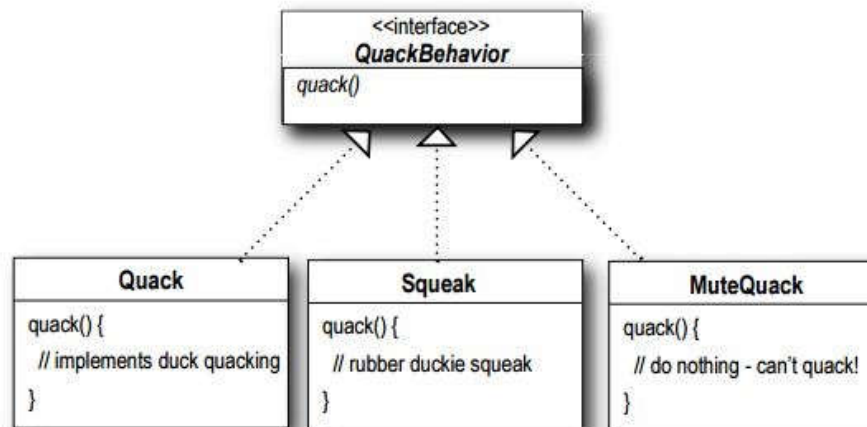 <<interface>>
QuackBehavior
quack()
Quack
quack() {
// implements duck quacking
}
Squeak
quack() {
// rubber duckie squeak
}
MuteQuack
quack() {
// do nothing - can't quack!
}